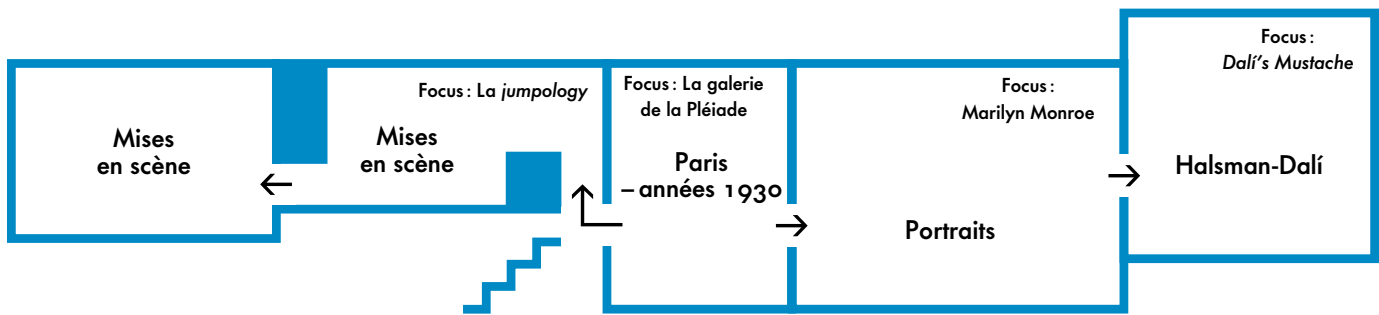 Mises
en scène
Focus : La jumpology
Mises
en scène
Focus : La galerie
de la Pléiade
Paris
– années 1930
Focus :
Marilyn Monroe
Portraits
Focus :
Dalí’s Mustache
Halsman-Dalí